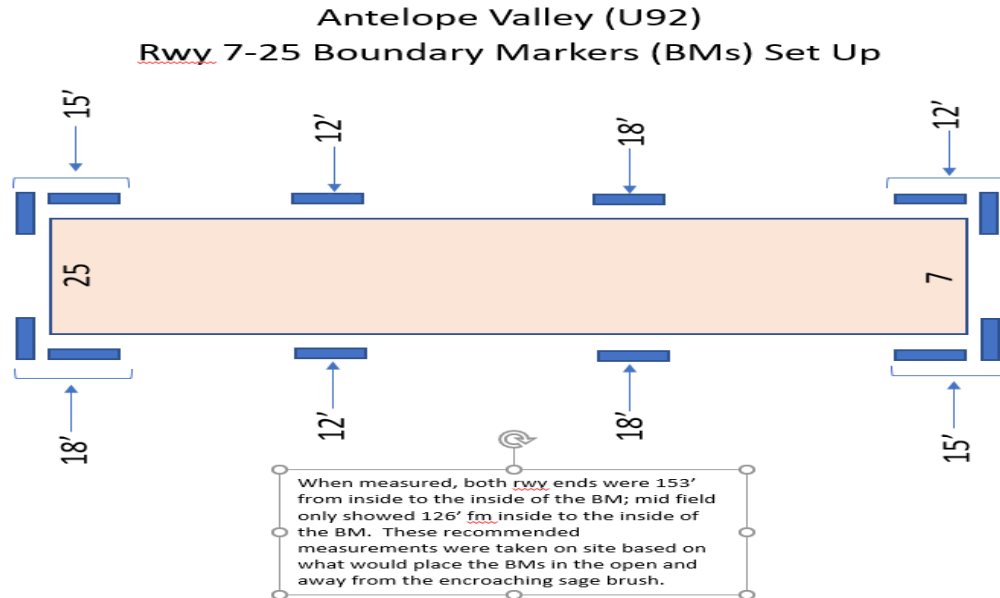 Antelope Valley (U92)
Rwy 7-25 Boundary Markers (BMs) Set Up
15’
12’
18’
12’
25
7
18’
12’
18’
15’
When measured, both rwy ends were 153’
from inside to the inside of the BM; mid field
only showed 126’ fm inside to the inside of
the BM.  These recommended
measurements were taken on site based on
what would place the BMs in the open and
away from the encroaching sage brush.